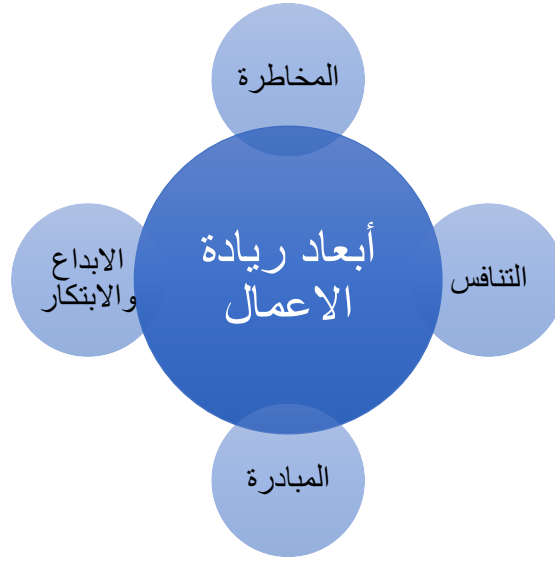 المخاطرة
أبعاد ريادة
الاعمال
التنافس
المبادرة
الابداع
والابتكار